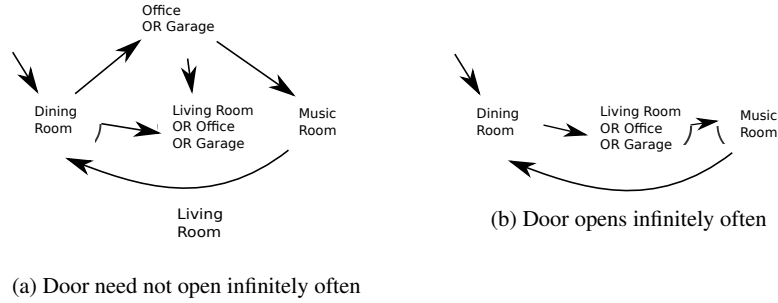 Office
OR Garage
Dining
Room
Living Room
OR Office
OR Garage
Music
Room
Living
Room
(a) Door need not open infinitely often
Dining
Room
Living Room
OR Office
OR Garage
Music
Room
(b) Door opens infinitely often